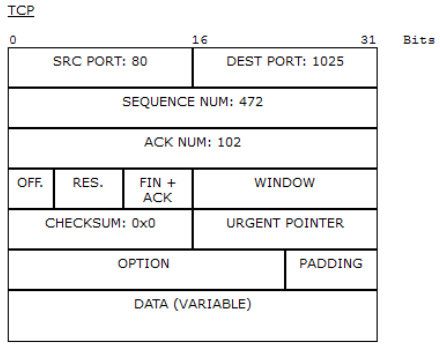 TCP
0 16 31 Bits
SRC PORT: 80 DEST PORT: 1025
SEQUENCE NUM: 472
ACK NUM: 102
OFF. RES. FIN + WINDOW
ACK
CHECKSUM: 0x0 URGENT POINTER
OPTION PADDING
DATA (VARIABLE)